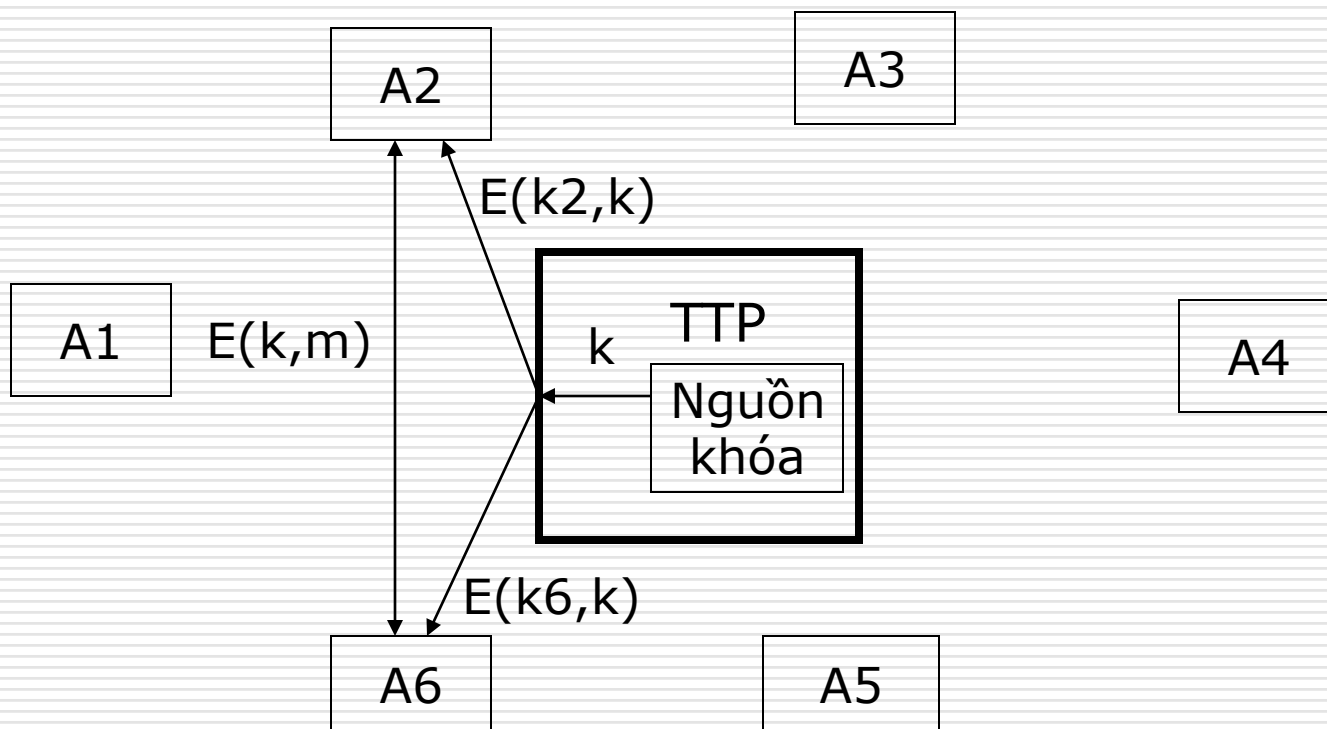 A2
A3
E(k2,k)
A1
E(k,m)
k
TTP
Nguồn
khóa
A4
E(k6,k)
A6
A5